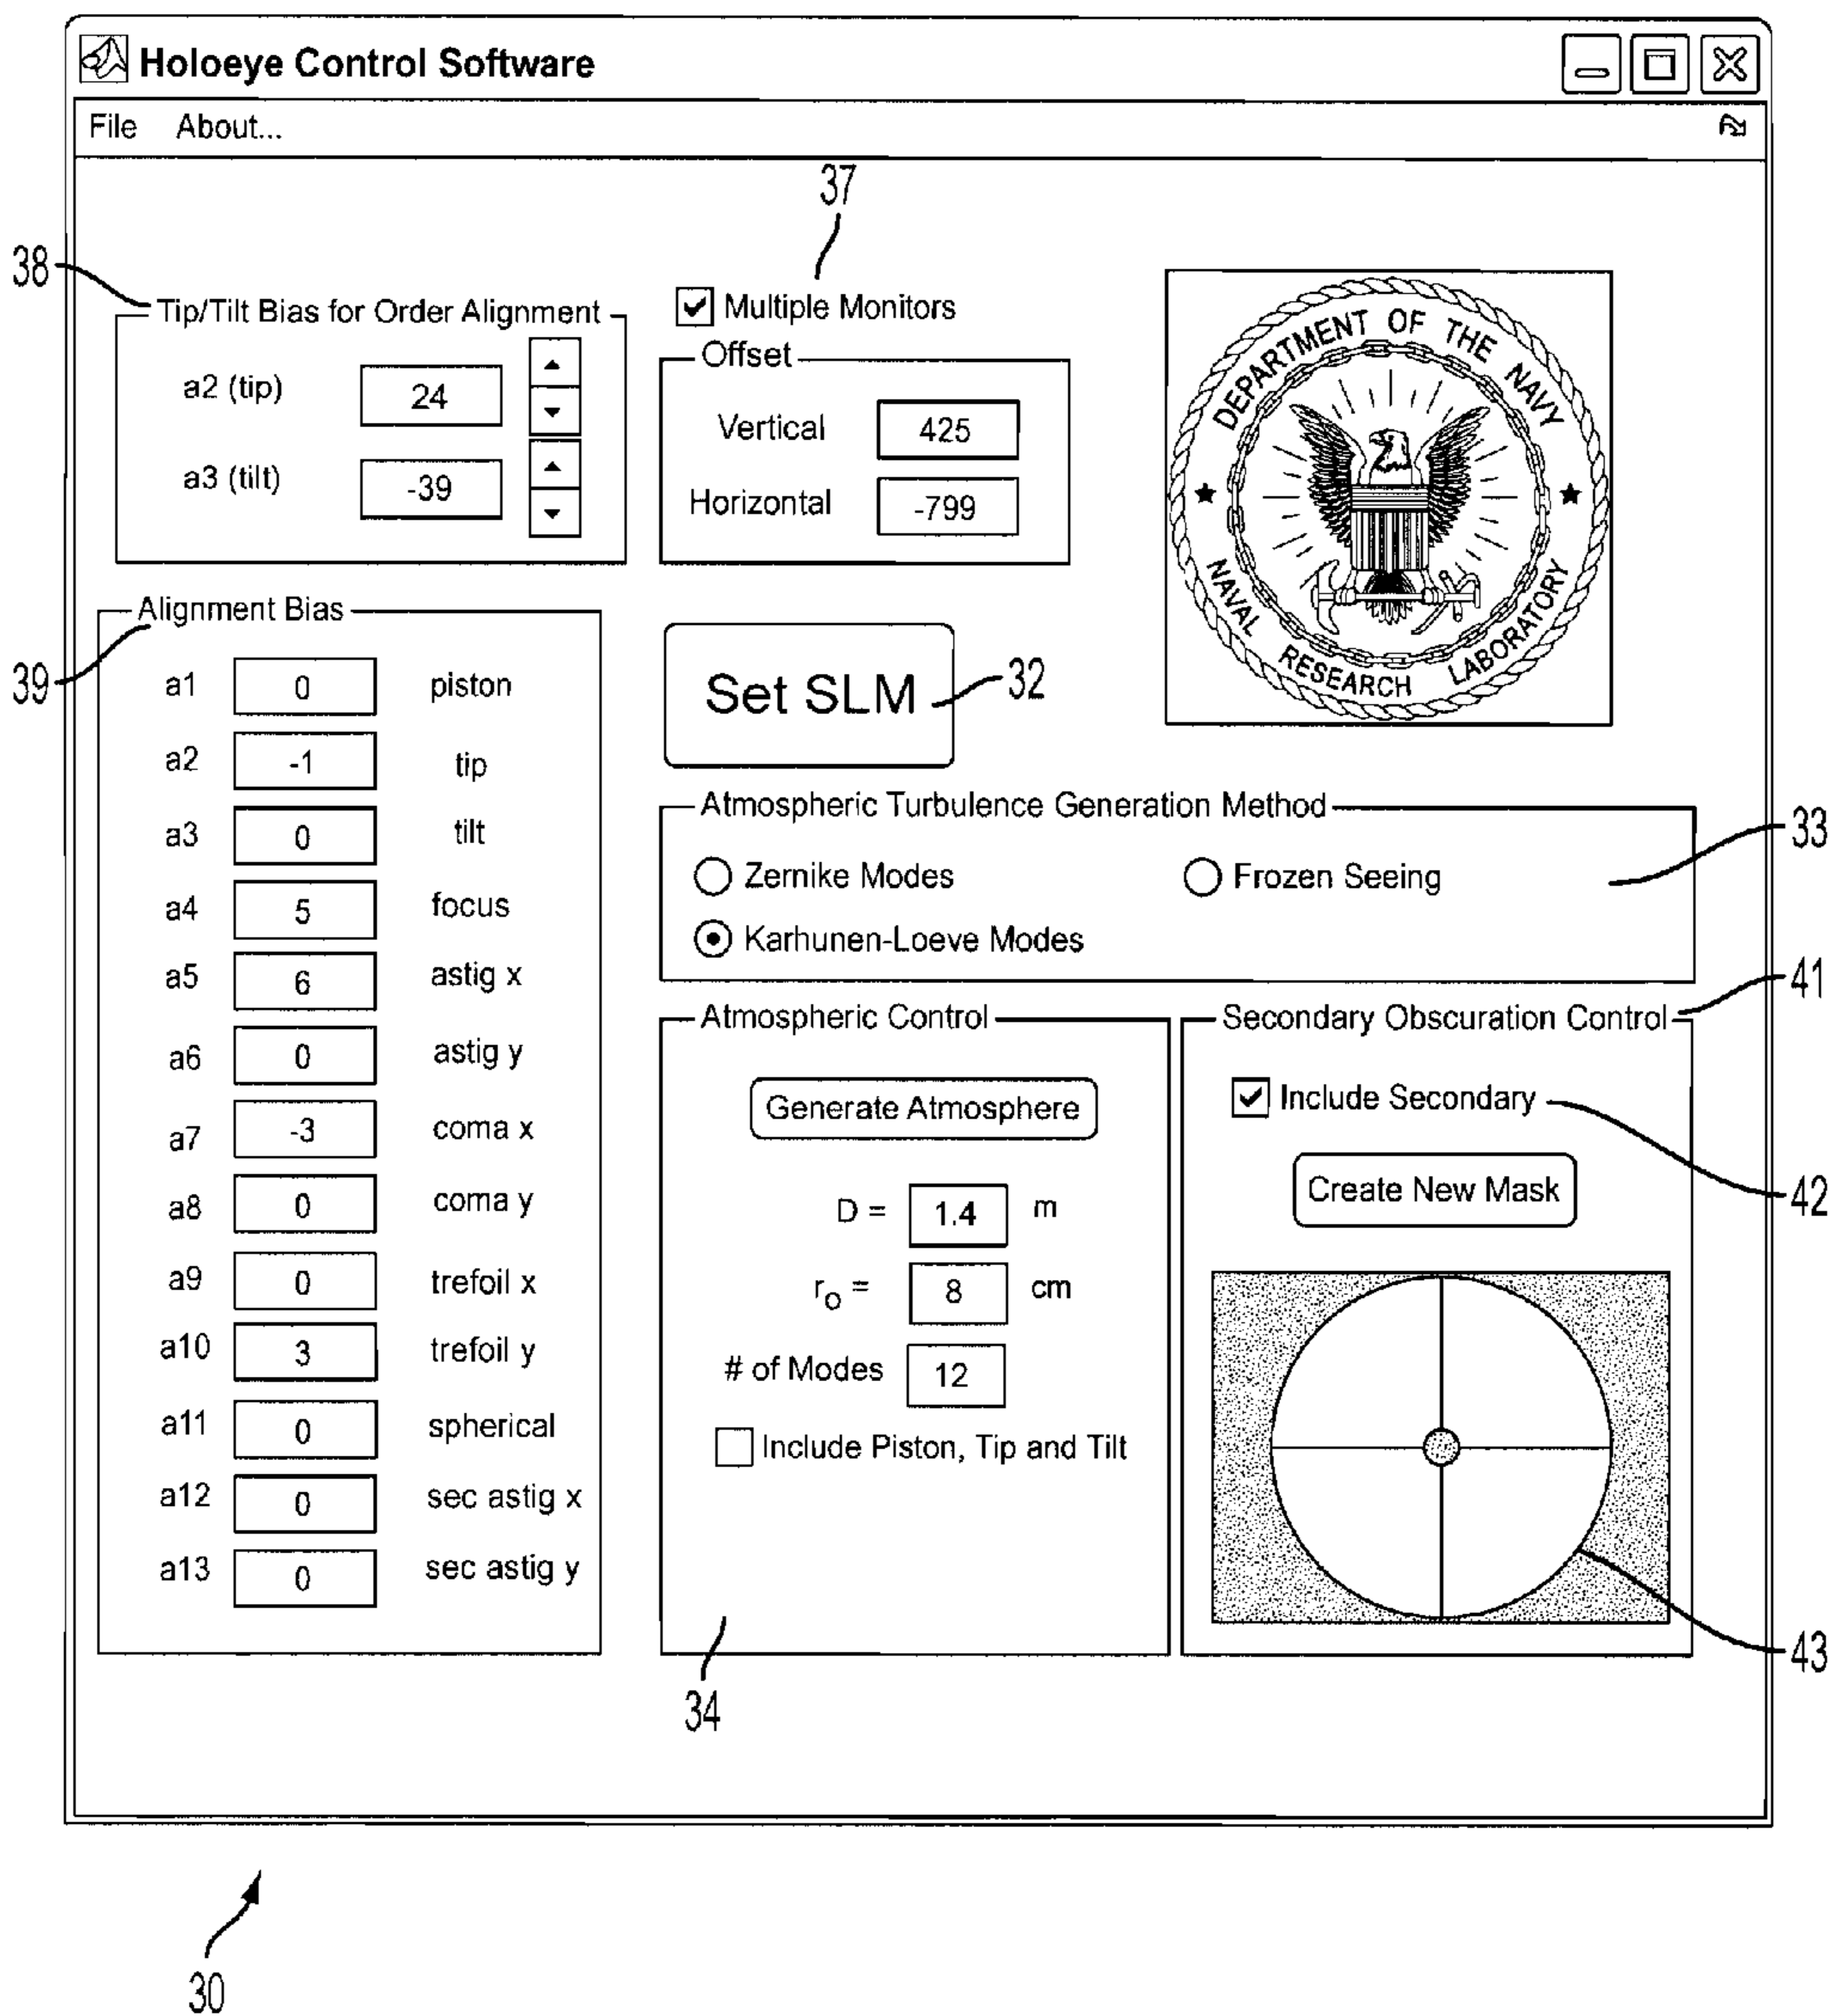 Holoeye Control Software
File About...
37
38
Tip/Tilt Bias for Order Alignment
a2 (tip) 24
a3 (tilt) -39
Multiple Monitors
Offset
Vertical 425
Horizontal -799
DEPARTMENT OF THE NAVY
NAVAL RESEARCH LABORATORY
39
Alignment Bias
a1 0 piston
a2 -1 tip
a3 0 tilt
a4 5 focus
a5 6 astig x
a6 0 astig y
a7 -3 coma x
a8 0 coma y
a9 0 trefoil x
a10 3 trefoil y
a11 0 spherical
a12 0 sec astig x
a13 0 sec astig y
Set SLM 32
Atmospheric Turbulence Generation Method
33
Zernike Modes
Frozen Seeing
Karhunen-Loeve Modes
Atmospheric Control
Generate Atmosphere
D = 1.4 m
ro = 8 cm
# of Modes 12
Include Piston, Tip and Tilt
34
41
Secondary Obscuration Control
Include Secondary
Create New Mask
42
43
30